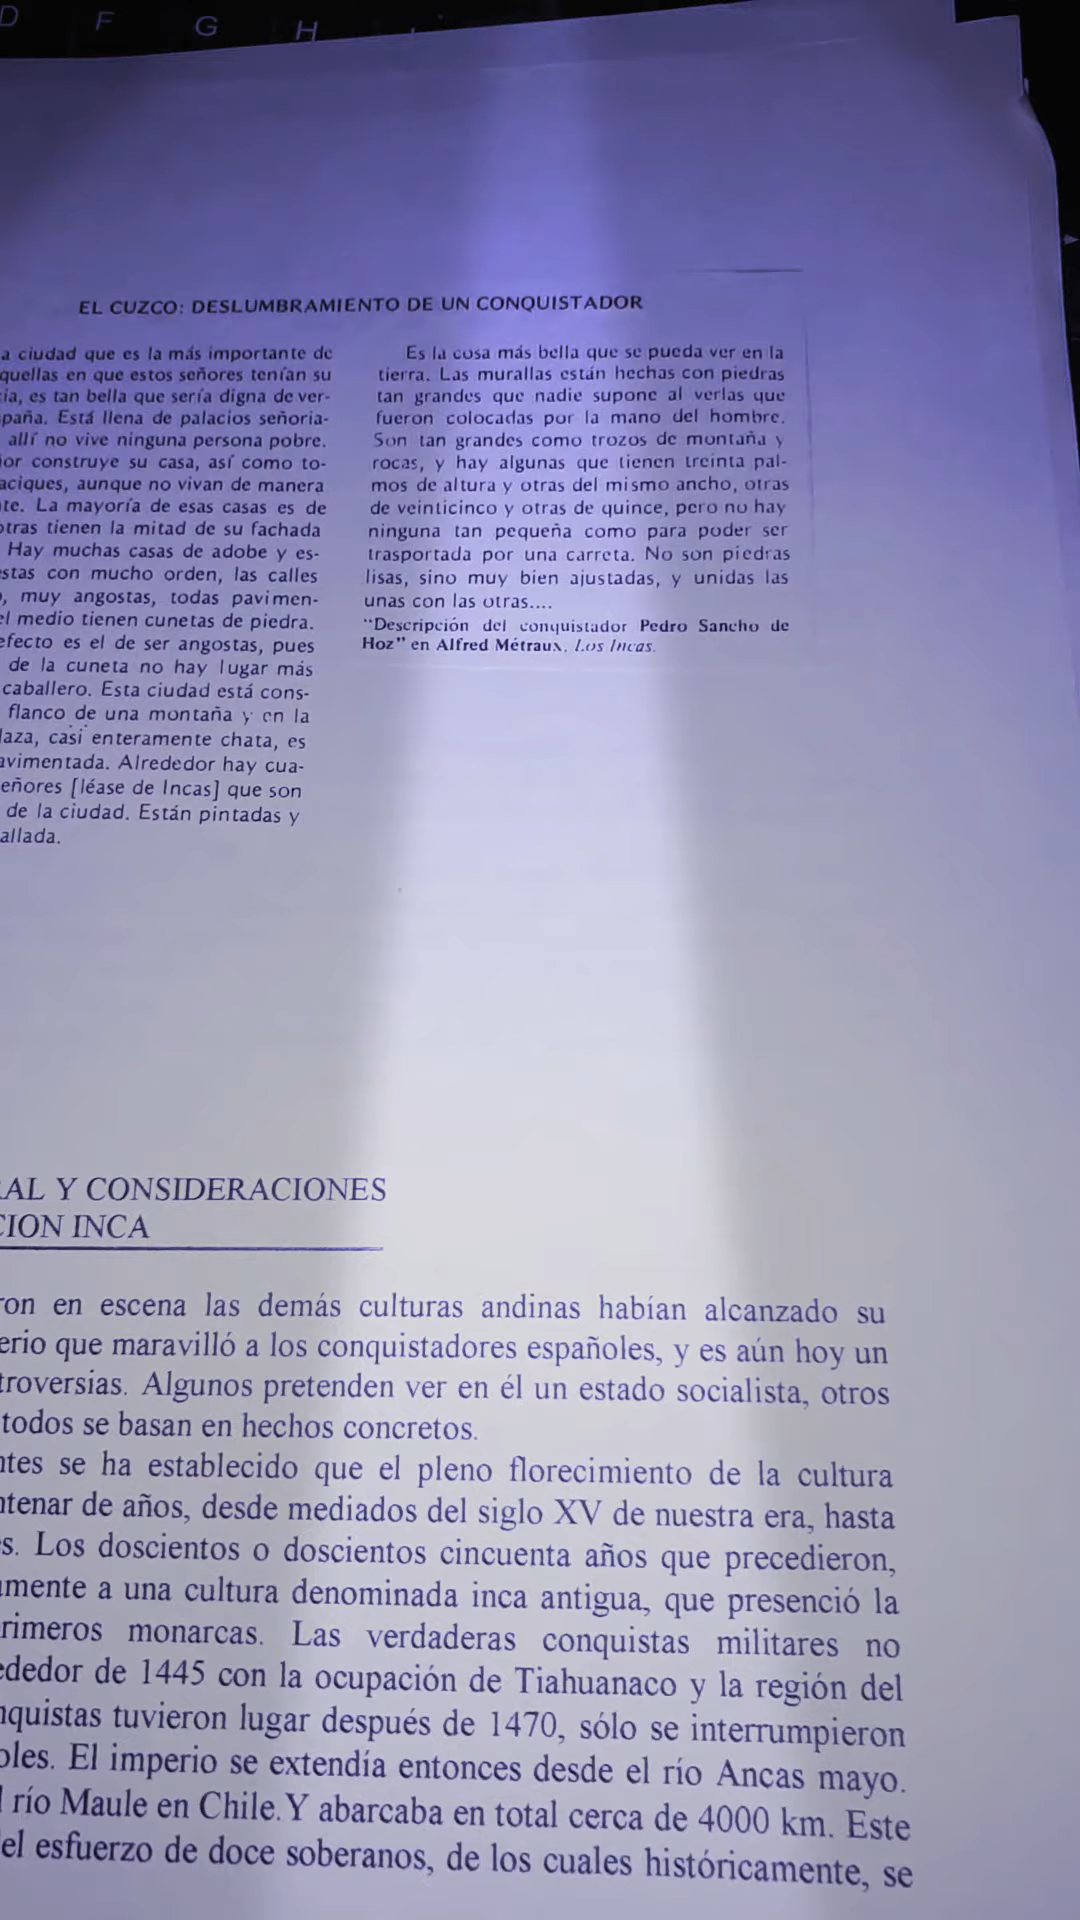 D F G H
EL CUZCO: DESLUMBRAMIENTO DE UN CONQUISTADOR
a ciudad que es la más importante de
quellas en que estos señores tenían su
cia, es tan bella que sería digna de ver-
paña. Está llena de palacios señoria-
allí no vive ninguna persona pobre.
ior construye su casa, así como to-
aciques, aunque no vivan de manera
nte. La mayoría de esas casas es de
otras tienen la mitad de su fachada
Hay muchas casas de adobe y es-
stas con mucho orden, las calles
o, muy angostas, todas pavimen-
el medio tienen cunetas de piedra.
efecto es el de ser angostas, pues
de la cuneta no hay lugar más
caballero. Esta ciudad está cons-
flanco de una montaña y en la
laza, casi enteramente chata, es
avimentada. Alrededor hay cua-
eñores [léase de Incas] que son
de la ciudad. Están pintadas y
allada.
Es la cosa más bella que se pueda ver en la
tierra. Las murallas están hechas con piedras
tan grandes que nadie supone al verlas que
fueron colocadas por la mano del hombre.
Son tan grandes como trozos de montaña y
rocas, y hay algunas que tienen treinta pal-
mos de altura y otras del mismo ancho, otras
de veinticinco y otras de quince, pero no hay
ninguna tan pequeña como para poder ser
trasportada por una carreta. No son piedras
lisas, sino muy bien ajustadas, y unidas las
unas con las otras....
"Descripción del conquistador Pedro Sancho de
Hoz" en Alfred Métraux, Los Incas.
RAL Y CONSIDERACIONES
CION INCA
ron en escena las demás culturas andinas habían alcanzado su
erio que maravilló a los conquistadores españoles, y es aún hoy un
troversias. Algunos pretenden ver en él un estado socialista, otros
todos se basan en hechos concretos.
ntes se ha establecido que el pleno florecimiento de la cultura
ntenar de años, desde mediados del siglo XV de nuestra era, hasta
s. Los doscientos o doscientos cincuenta años que precedieron,
amente a una cultura denominada inca antigua, que presenció la
rimeros monarcas. Las verdaderas conquistas militares no
ededor de 1445 con la ocupación de Tiahuanaco y la región del
nquistas tuvieron lugar después de 1470, sólo se interrumpieron
oles. El imperio se extendía entonces desde el río Ancas mayo.
l río Maule en Chile.Y abarcaba en total cerca de 4000 km. Este
el esfuerzo de doce soberanos, de los cuales históricamente, se